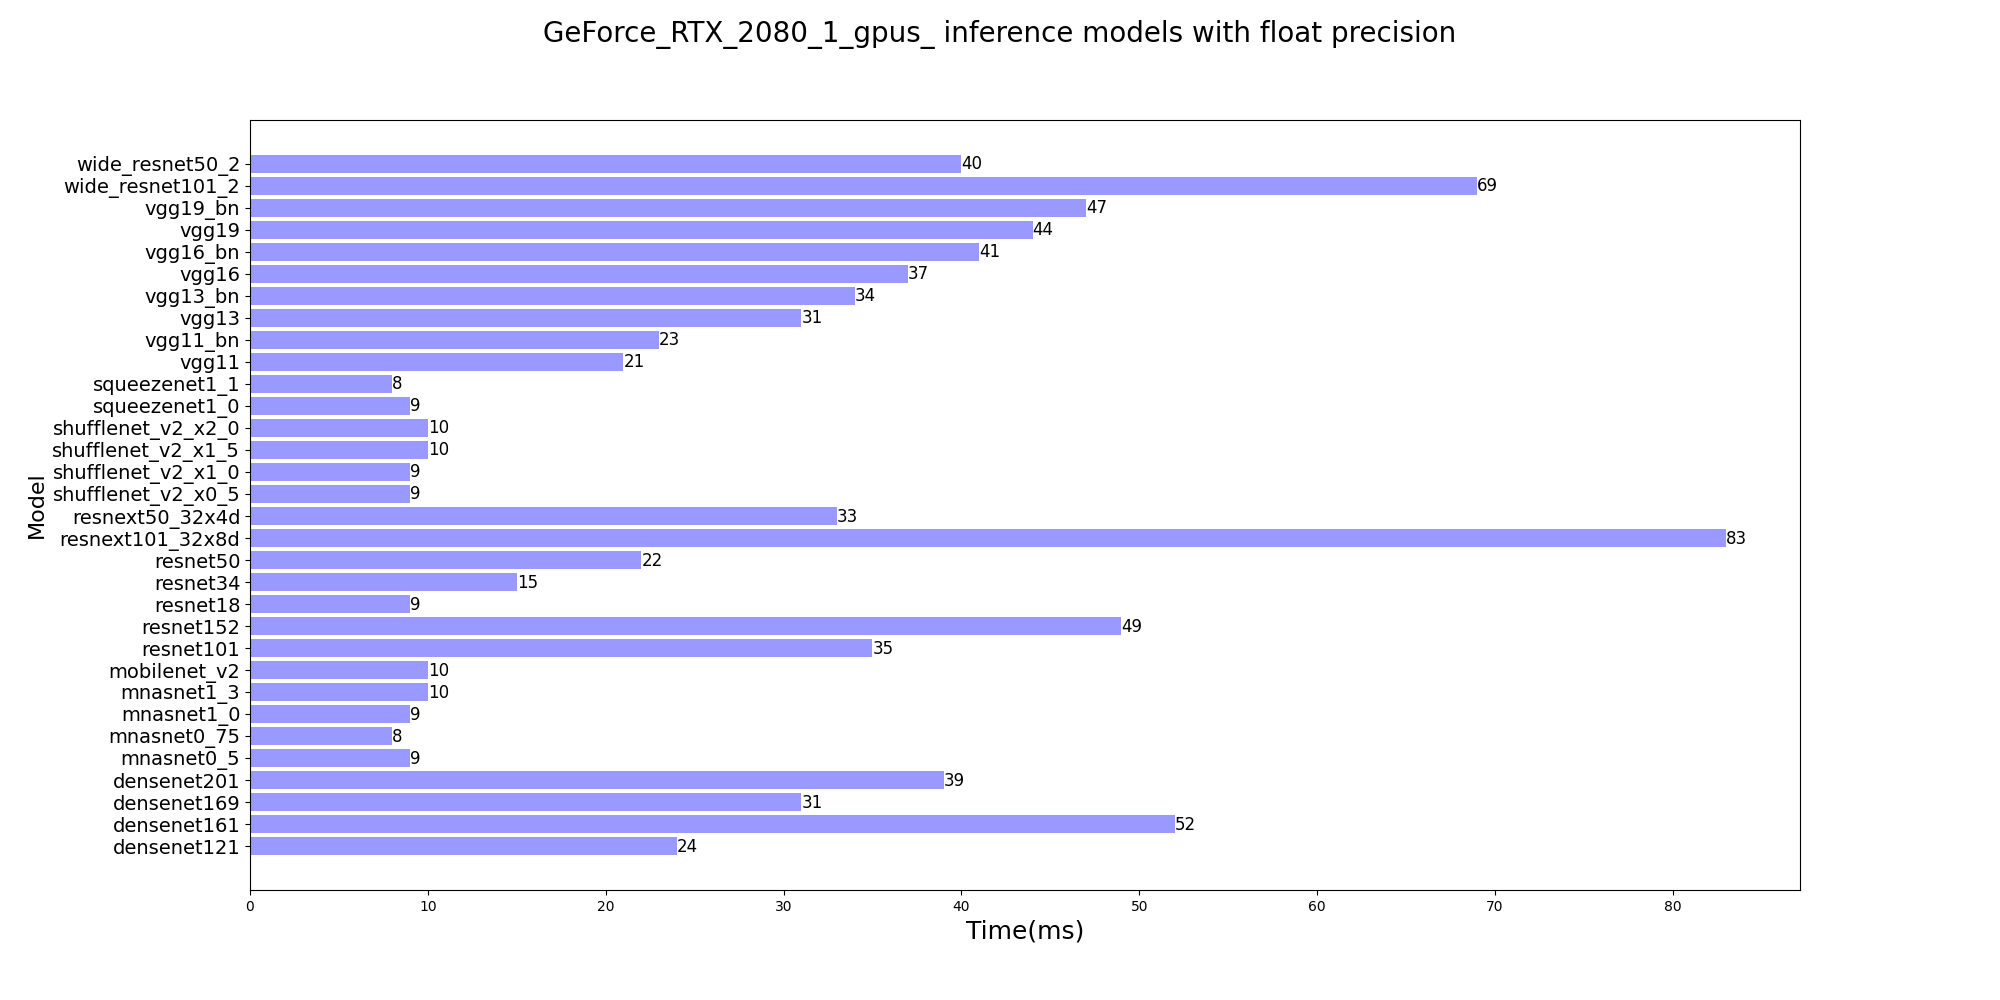 GeForce_RTX_2080_1_gpus_ inference models with float precision
wide_resnet50_2 40
wide_resnet101_2 69
vgg19_bn 47
vgg19 44
vgg16_bn 41
vgg16 37
vgg13_bn 34
vgg13 31
vgg11_bn 23
vgg11 21
squeezenet1_1 8
squeezenet1_0 9
shufflenet_v2_x2_0 10
shufflenet_v2_x1_5 10
shufflenet_v2_x1_0 9
shufflenet_v2_x0_5 9
resnext50_32x4d 33
resnext101_32x8d 83
resnet50 22
resnet34 15
resnet18 9
resnet152 49
resnet101 35
mobilenet_v2 10
mnasnet1_3 10
mnasnet1_0 9
mnasnet0_75 8
mnasnet0_5 9
densenet201 39
densenet169 31
densenet161 52
densenet121 24
Model
0 10 20 30 40 50 60 70 80
Time(ms)